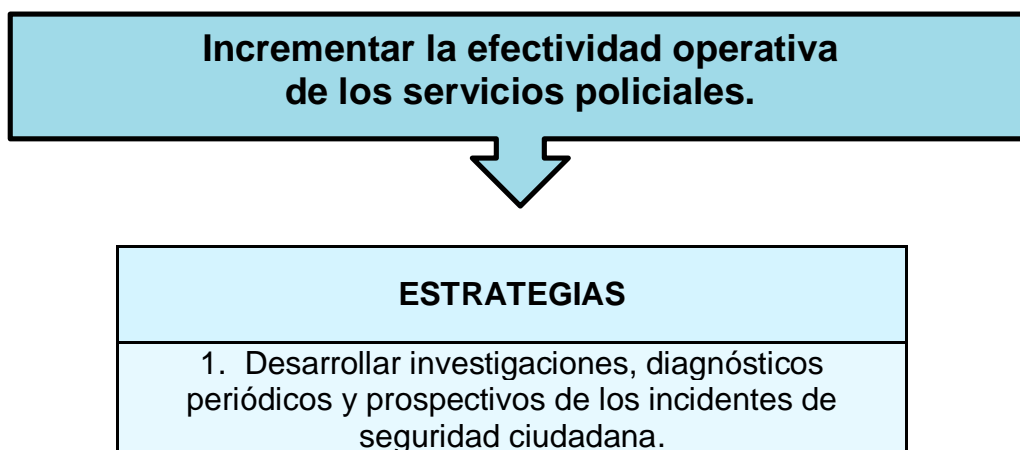 Incrementar la efectividad operativa
de los servicios policiales.
ESTRATEGIAS
1. Desarrollar investigaciones, diagnósticos
periódicos y prospectivos de los incidentes de
seguridad ciudadana.